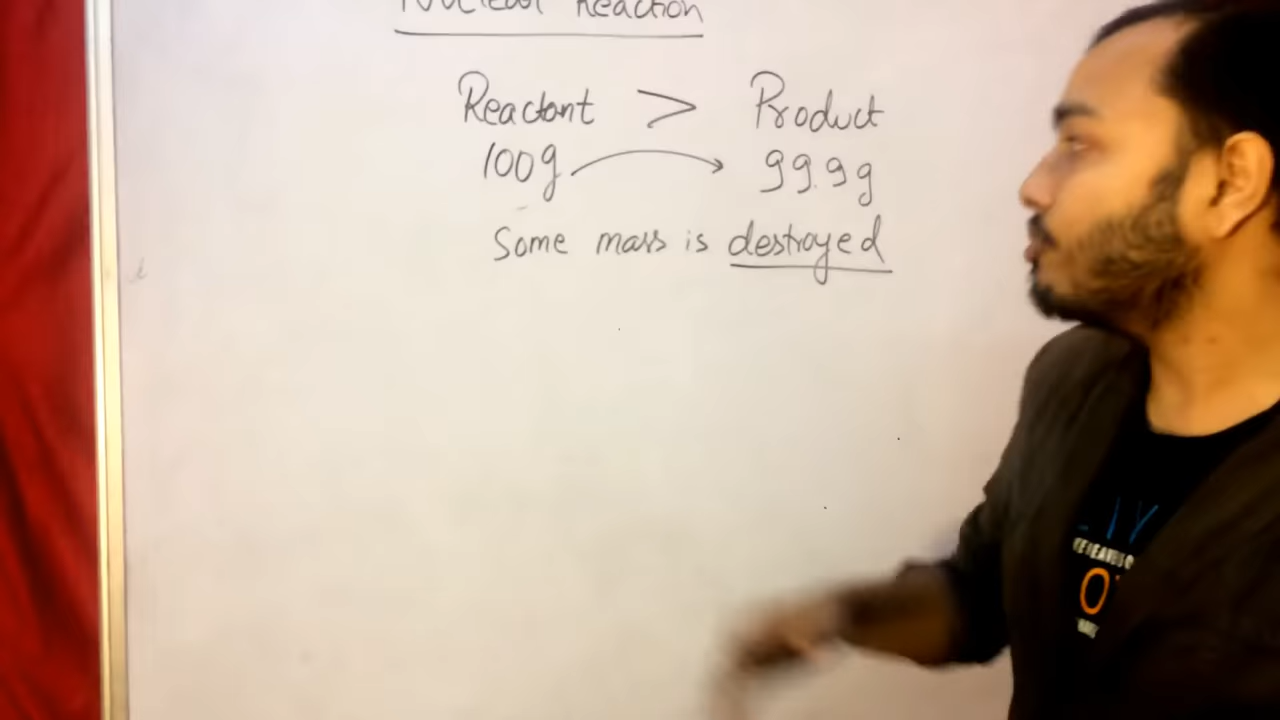 Nuclear Reaction
Reactant > Product
100g → 99.9g
Some mass is destroyed